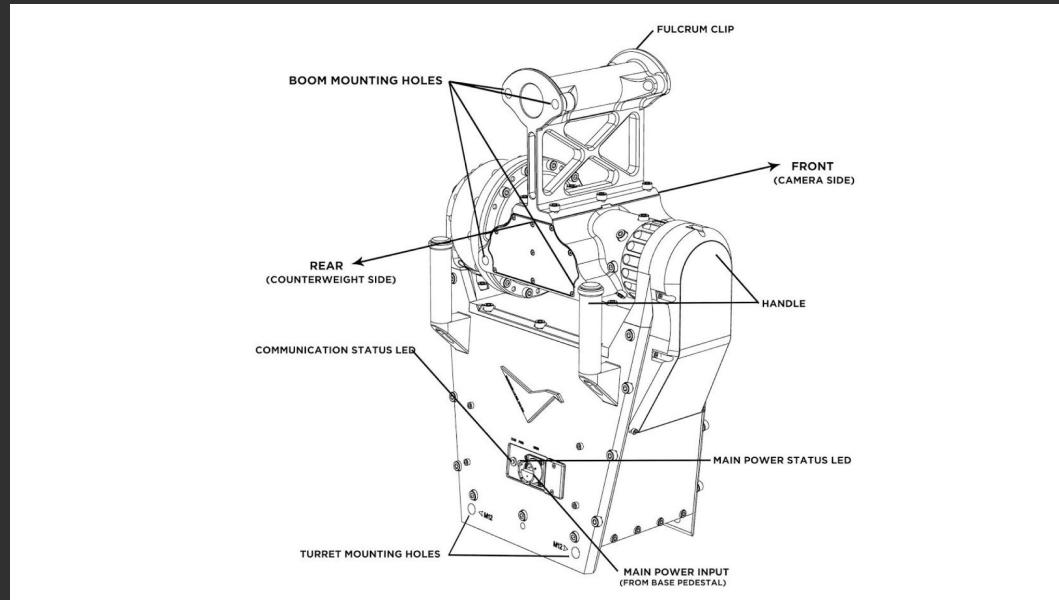 FULCRUM CLIP
BOOM MOUNTING HOLES
FRONT
(CAMERA SIDE)
REAR
(COUNTERWEIGHT SIDE)
HANDLE
COMMUNICATION STATUS LED
MAIN POWER STATUS LED
<M12
M12>
TURRET MOUNTING HOLES
MAIN POWER INPUT
(FROM BASE PEDESTAL)